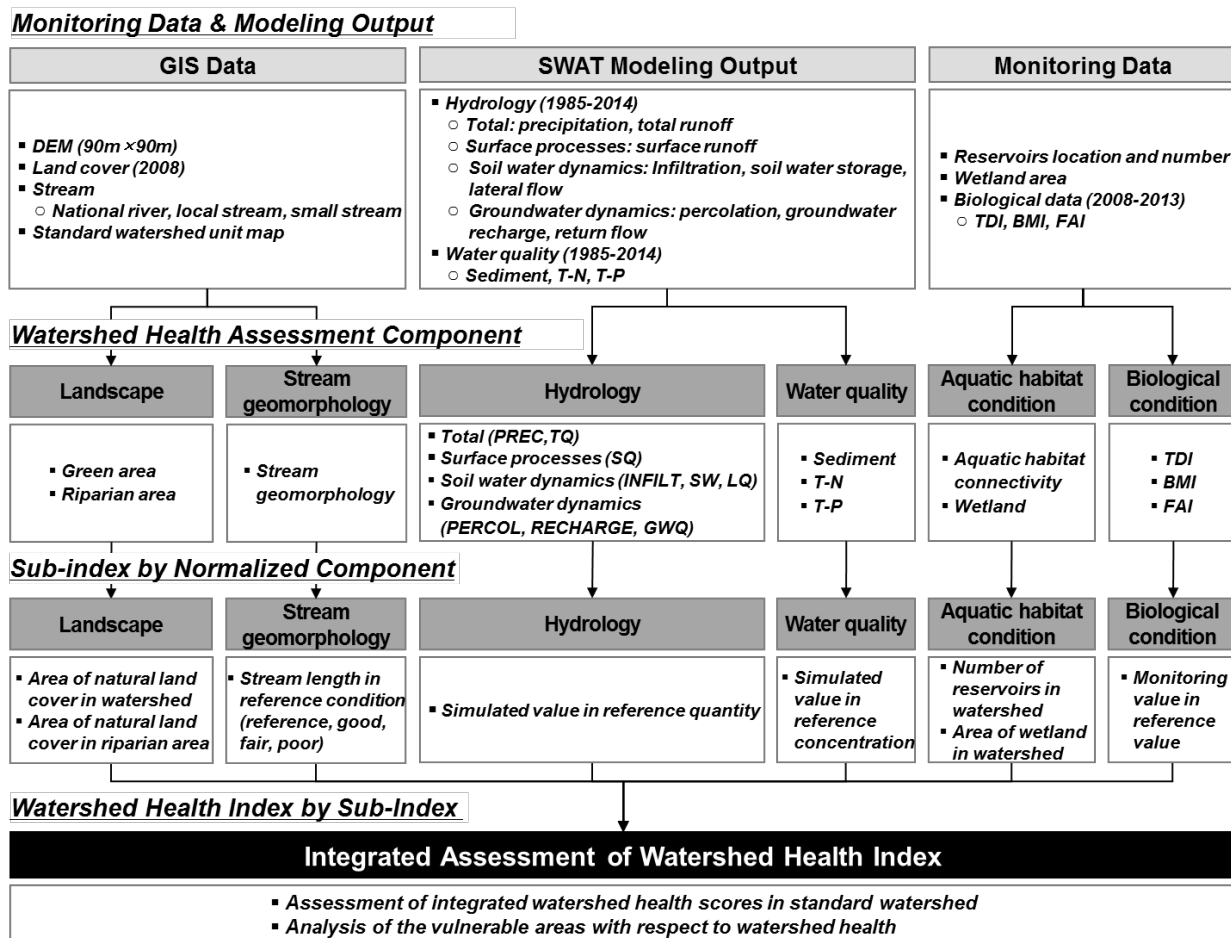 Monitoring Data & Modeling Output
GIS Data
▪ DEM (90m×90m)
▪ Land cover (2008)
▪ Stream
○ National river, local stream, small stream
▪ Standard watershed unit map
SWAT Modeling Output
▪ Hydrology (1985-2014)
○ Total: precipitation, total runoff
○ Surface processes: surface runoff
○ Soil water dynamics: Infiltration, soil water storage,
lateral flow
○ Groundwater dynamics: percolation, groundwater
recharge, return flow
▪ Water quality (1985-2014)
○ Sediment, T-N, T-P
Monitoring Data
▪ Reservoirs location and number
▪ Wetland area
▪ Biological data (2008-2013)
○ TDI, BMI, FAI
Watershed Health Assessment Component
Landscape
▪ Green area
▪ Riparian area
Stream
geomorphology
▪ Stream
geomorphology
Hydrology
▪ Total (PREC,TQ)
▪ Surface processes (SQ)
▪ Soil water dynamics (INFILT, SW, LQ)
▪ Groundwater dynamics
(PERCOL, RECHARGE, GWQ)
Water quality
▪ Sediment
▪ T-N
▪ T-P
Aquatic habitat
condition
▪ Aquatic habitat
connectivity
▪ Wetland
Biological
condition
▪ TDI
▪ BMI
▪ FAI
Sub-index by Normalized Component
Landscape
▪ Area of natural land
cover in watershed
▪ Area of natural land
cover in riparian area
Stream
geomorphology
▪ Stream length in
reference condition
(reference, good,
fair, poor)
Hydrology
▪ Simulated value in reference quantity
Water quality
▪ Simulated
value in
reference
concentration
Aquatic habitat
condition
▪ Number of
reservoirs in
watershed
▪ Area of wetland
in watershed
Biological
condition
▪ Monitoring
value in
reference
value
Watershed Health Index by Sub-Index
Integrated Assessment of Watershed Health Index
▪ Assessment of integrated watershed health scores in standard watershed
▪ Analysis of the vulnerable areas with respect to watershed health